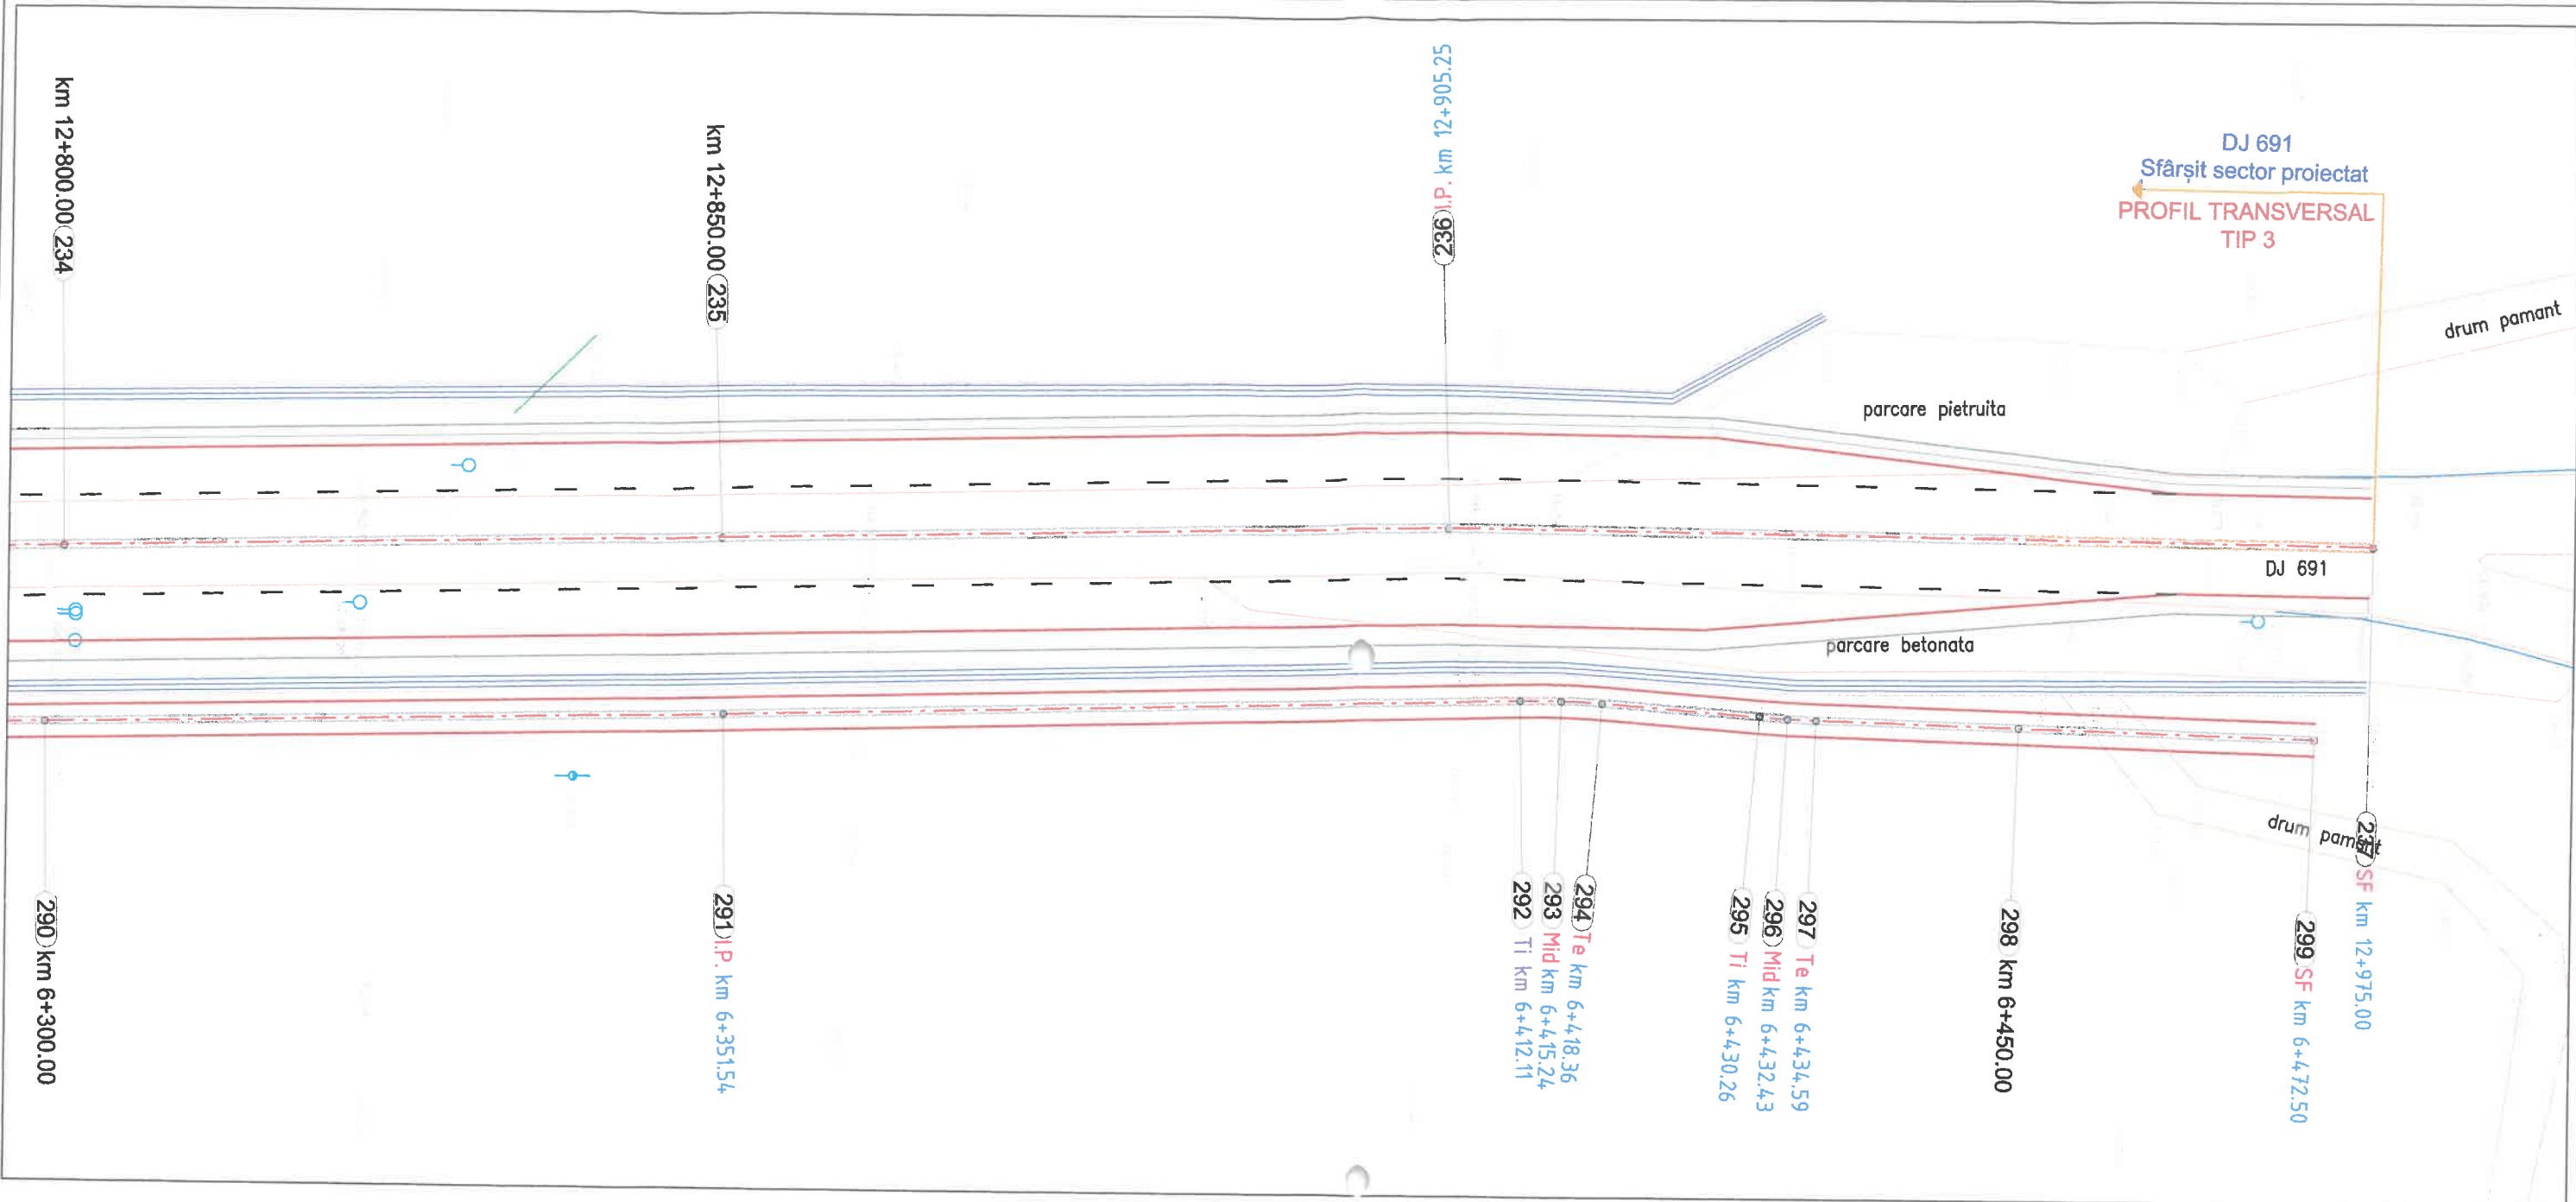 km 12+800.00 234
km 12+850.00 235
I.P. km 12+905.25
236
DJ 691
Sfârșit sector proiectat
PROFIL TRANSVERSAL
TIP 3
drum pamant
parcare pietruita
DJ 691
parcare betonata
drum pamant
237 SF km 12+975.00
290 km 6+300.00
291 I.P. km 6+351.54
292 Ti km 6+412.11
293 Mid km 6+415.24
294 Te km 6+418.36
295 Ti km 6+430.26
296 Mid km 6+432.43
297 Te km 6+434.59
298 km 6+450.00
299 SF km 6+472.50